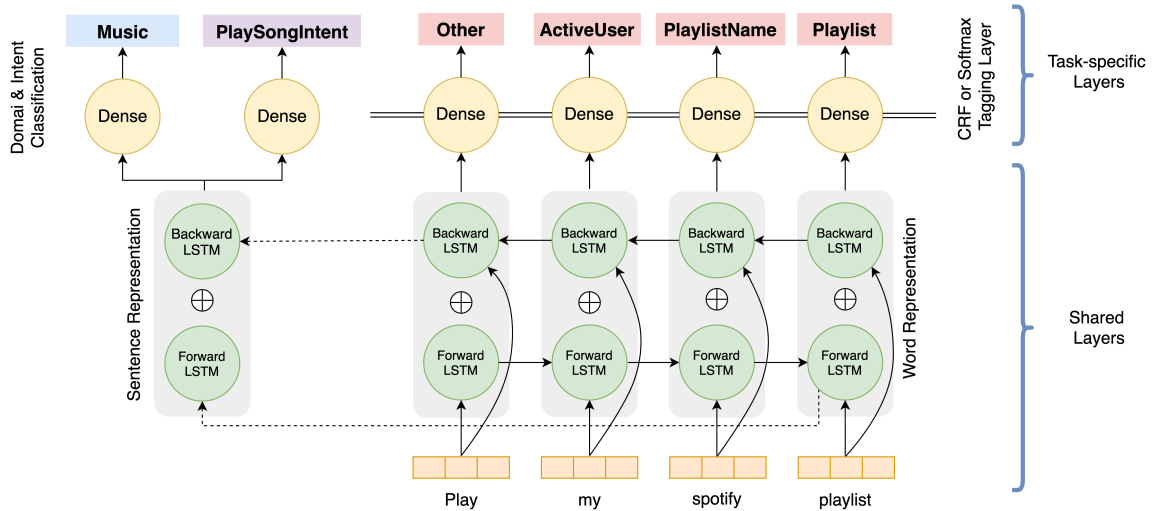 Music
PlaySongIntent
Other
ActiveUser
PlaylistName
Playlist
Domai & Intent
Classification
Dense
Dense
Dense
Dense
Dense
Dense
CRF or Softmax
Tagging Layer
Task-specific
Layers
Sentence Representation
Backward
LSTM
Backward
LSTM
Backward
LSTM
Backward
LSTM
Backward
LSTM
Forward
LSTM
Forward
LSTM
Forward
LSTM
Forward
LSTM
Forward
LSTM
Word Representation
Shared
Layers
Play
my
spotify
playlist